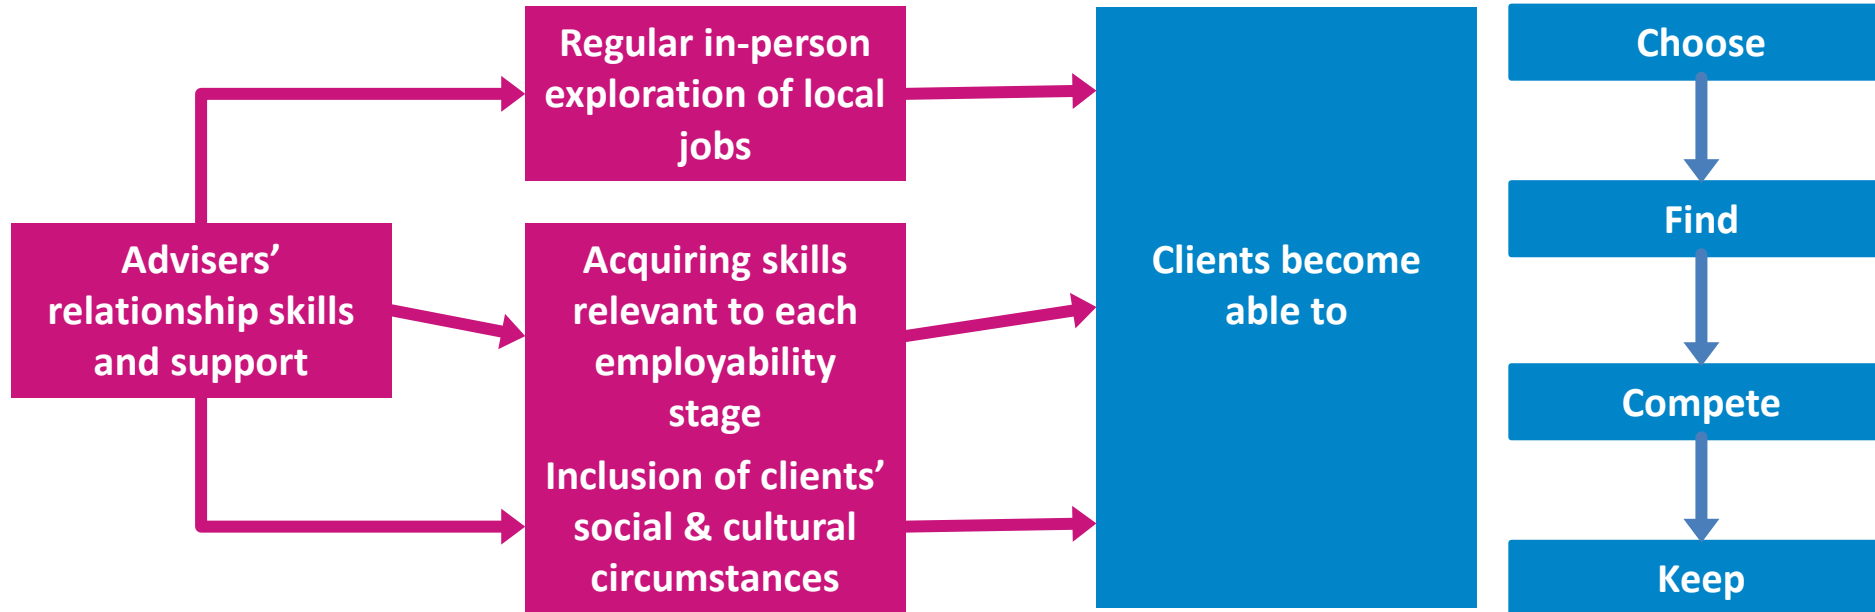 Advisers’
relationship skills
and support
Regular in-person
exploration of local
jobs
Acquiring skills
relevant to each
employability
stage
Inclusion of clients’
social & cultural
circumstances
Clients become
able to
Choose
Find
Compete
Keep